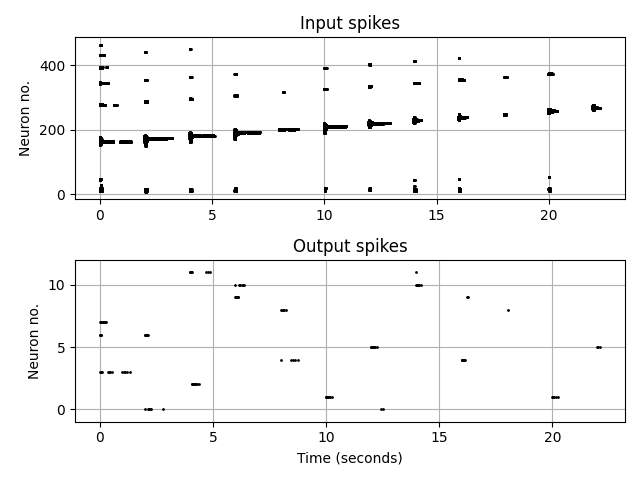 Input spikes
Neuron no.
400
200
0
0 5 10 15 20
Output spikes
Neuron no.
10
5
0
0 5 10 15 20
Time (seconds)